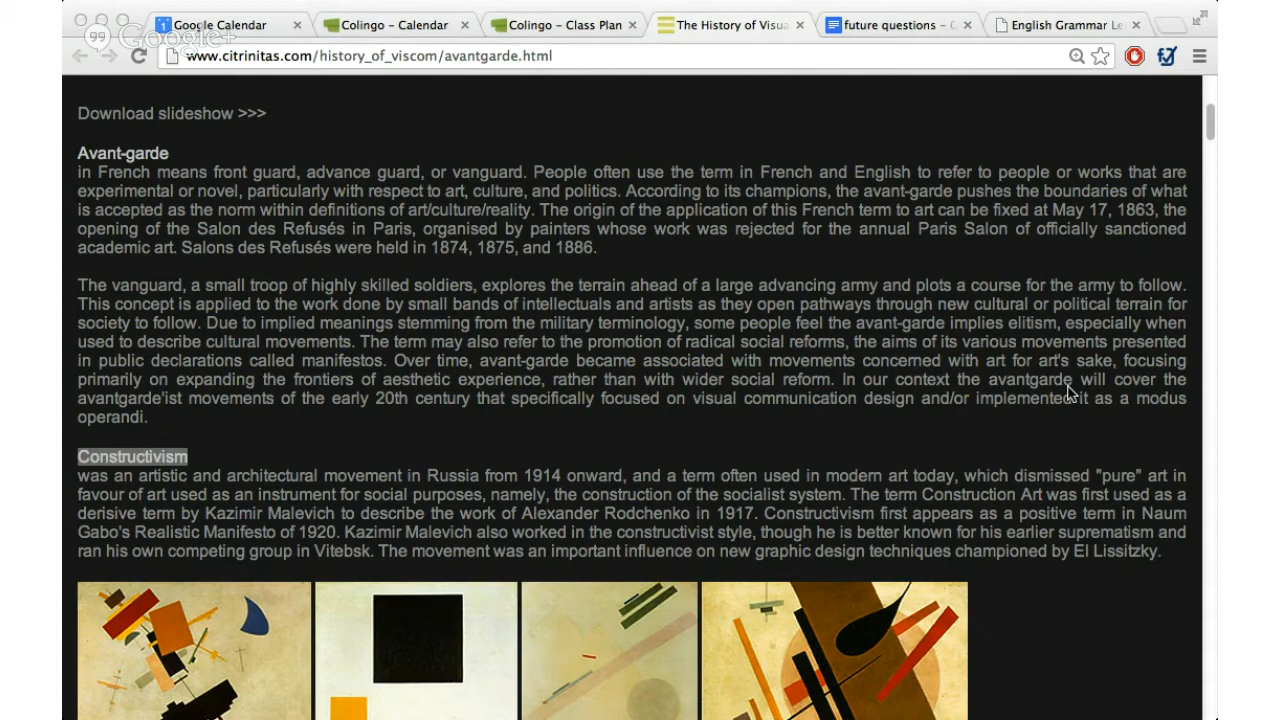 Google Calendar
Colingo – Calendar
Colingo – Class Plan
The History of Visua
future questions – C
English Grammar Le
Google+
www.citrinitas.com/history_of_viscom/avantgarde.html
Download slideshow >>>
Avant-garde
in French means front guard, advance guard, or vanguard. People often use the term in French and English to refer to people or works that are
experimental or novel, particularly with respect to art, culture, and politics. According to its champions, the avant-garde pushes the boundaries of what
is accepted as the norm within definitions of art/culture/reality. The origin of the application of this French term to art can be fixed at May 17, 1863, the
opening of the Salon des Refusés in Paris, organised by painters whose work was rejected for the annual Paris Salon of officially sanctioned
academic art. Salons des Refusés were held in 1874, 1875, and 1886.
The vanguard, a small troop of highly skilled soldiers, explores the terrain ahead of a large advancing army and plots a course for the army to follow.
This concept is applied to the work done by small bands of intellectuals and artists as they open pathways through new cultural or political terrain for
society to follow. Due to implied meanings stemming from the military terminology, some people feel the avant-garde implies elitism, especially when
used to describe cultural movements. The term may also refer to the promotion of radical social reforms, the aims of its various movements presented
in public declarations called manifestos. Over time, avant-garde became associated with movements concerned with art for art's sake, focusing
primarily on expanding the frontiers of aesthetic experience, rather than with wider social reform. In our context the avantgarde will cover the
avantgarde'ist movements of the early 20th century that specifically focused on visual communication design and/or implemented it as a modus
operandi.
Constructivism
was an artistic and architectural movement in Russia from 1914 onward, and a term often used in modern art today, which dismissed "pure" art in
favour of art used as an instrument for social purposes, namely, the construction of the socialist system. The term Construction Art was first used as a
derisive term by Kazimir Malevich to describe the work of Alexander Rodchenko in 1917. Constructivism first appears as a positive term in Naum
Gabo's Realistic Manifesto of 1920. Kazimir Malevich also worked in the constructivist style, though he is better known for his earlier suprematism and
ran his own competing group in Vitebsk. The movement was an important influence on new graphic design techniques championed by El Lissitzky.